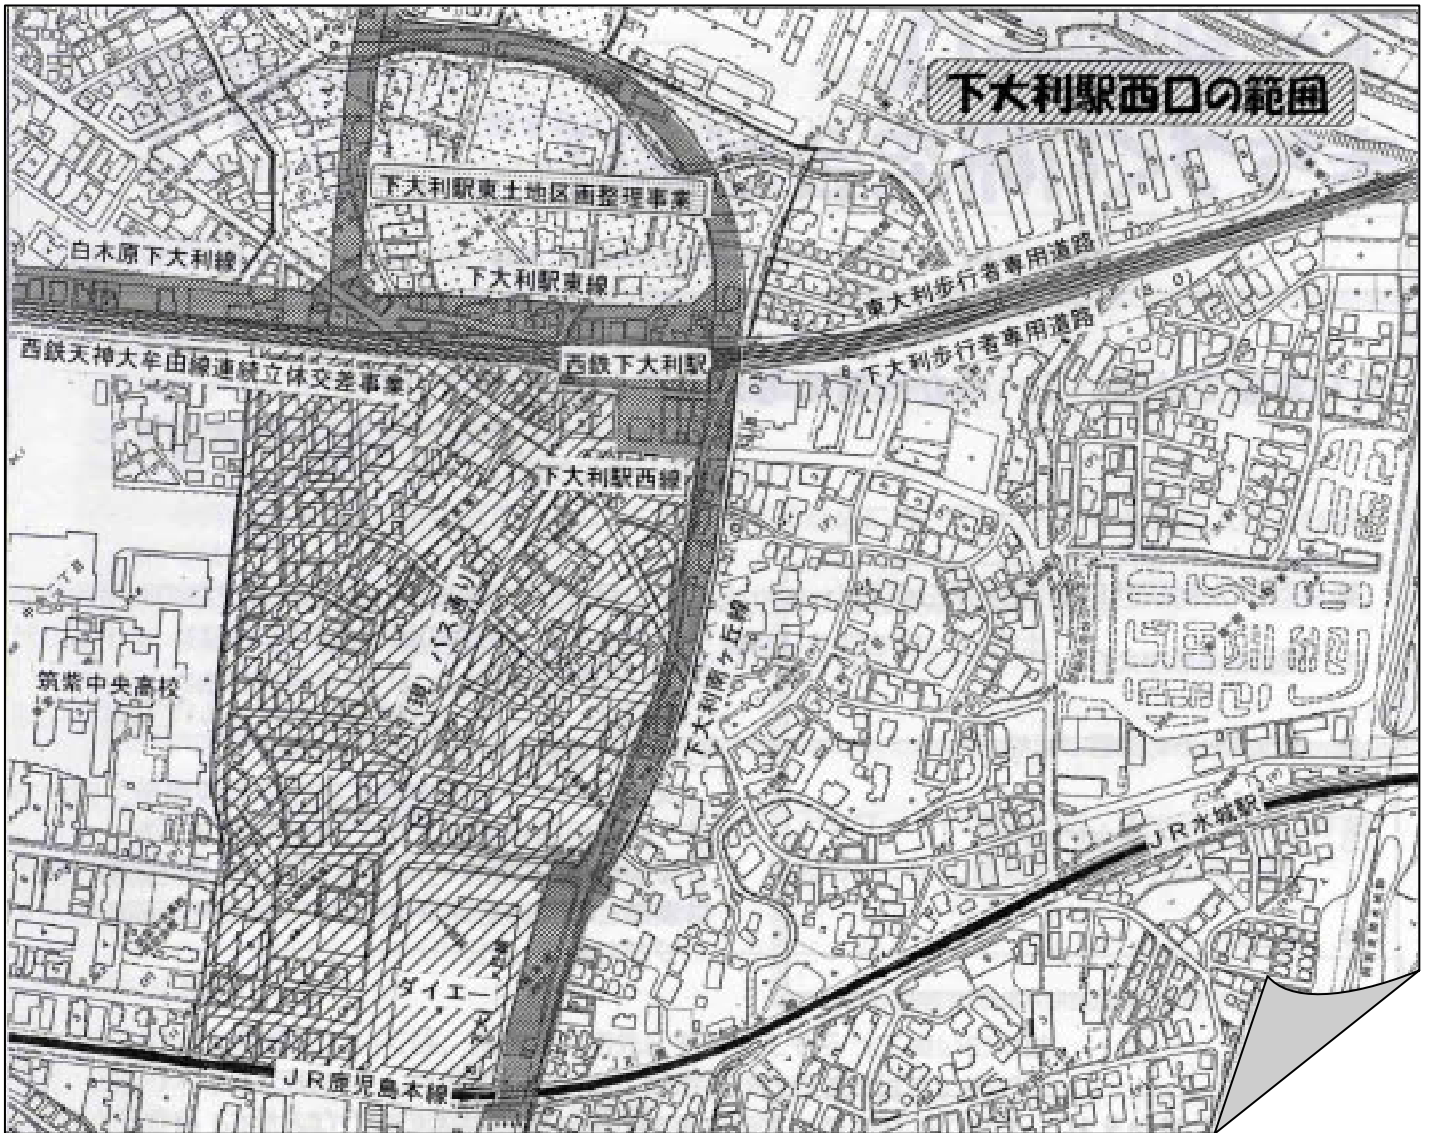 下大利駅西口の範囲
下大利駅東土地区画整理事業
白木原下大利線
下大利駅東線
東大利歩行者専用道路
西鉄天神大牟田線連続立体交差事業
西鉄下大利駅
下大利歩行者専用道路
下大利駅西線
(現)バス通り
下大利南ヶ丘線
筑紫中央高校
JR水城駅
ダイエー
JR鹿児島本線